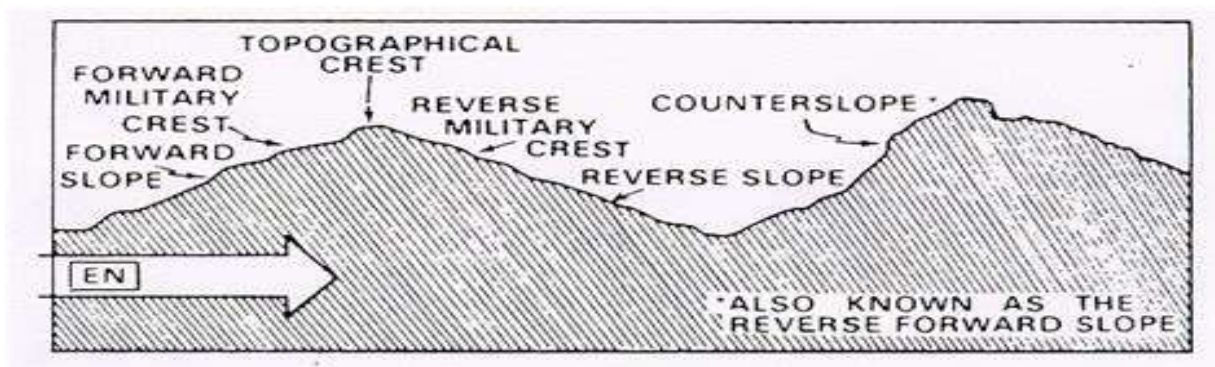 TOPOGRAPHICAL
CREST
FORWARD
MILITARY
CREST
FORWARD
SLOPE
REVERSE
MILITARY
CREST
REVERSE SLOPE
COUNTERSLOPE *
EN
*ALSO KNOWN AS THE
REVERSE FORWARD SLOPE